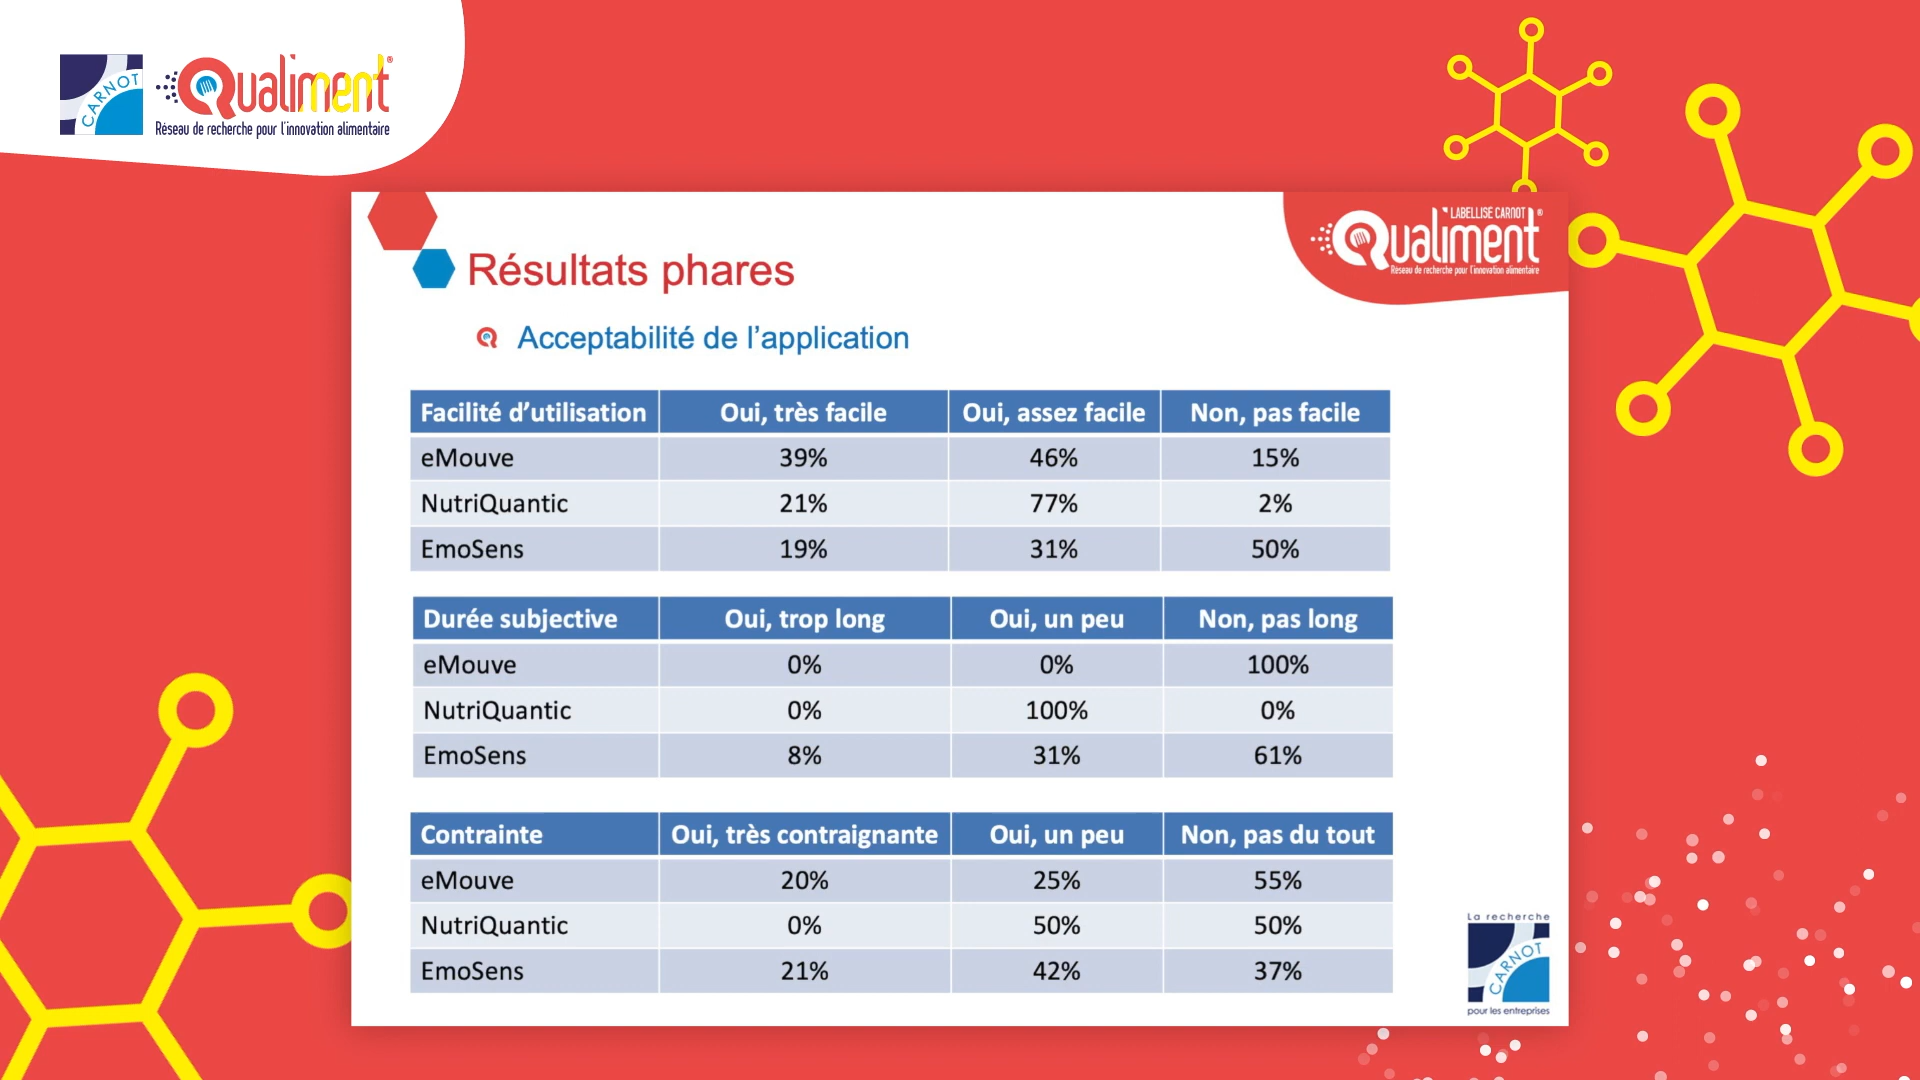 CARNOT
Qualiment®
Réseau de recherche pour l'innovation alimentaire
LABELLISÉ CARNOT
Qualiment®
Réseau de recherche pour l'innovation alimentaire
Résultats phares
Acceptabilité de l’application
Facilité d’utilisation Oui, très facile Oui, assez facile Non, pas facile
eMouve 39% 46% 15%
NutriQuantic 21% 77% 2%
EmoSens 19% 31% 50%
Durée subjective Oui, trop long Oui, un peu Non, pas long
eMouve 0% 0% 100%
NutriQuantic 0% 100% 0%
EmoSens 8% 31% 61%
Contrainte Oui, très contraignante Oui, un peu Non, pas du tout
eMouve 20% 25% 55%
NutriQuantic 0% 50% 50%
EmoSens 21% 42% 37%
La recherche
CARNOT
pour les entreprises